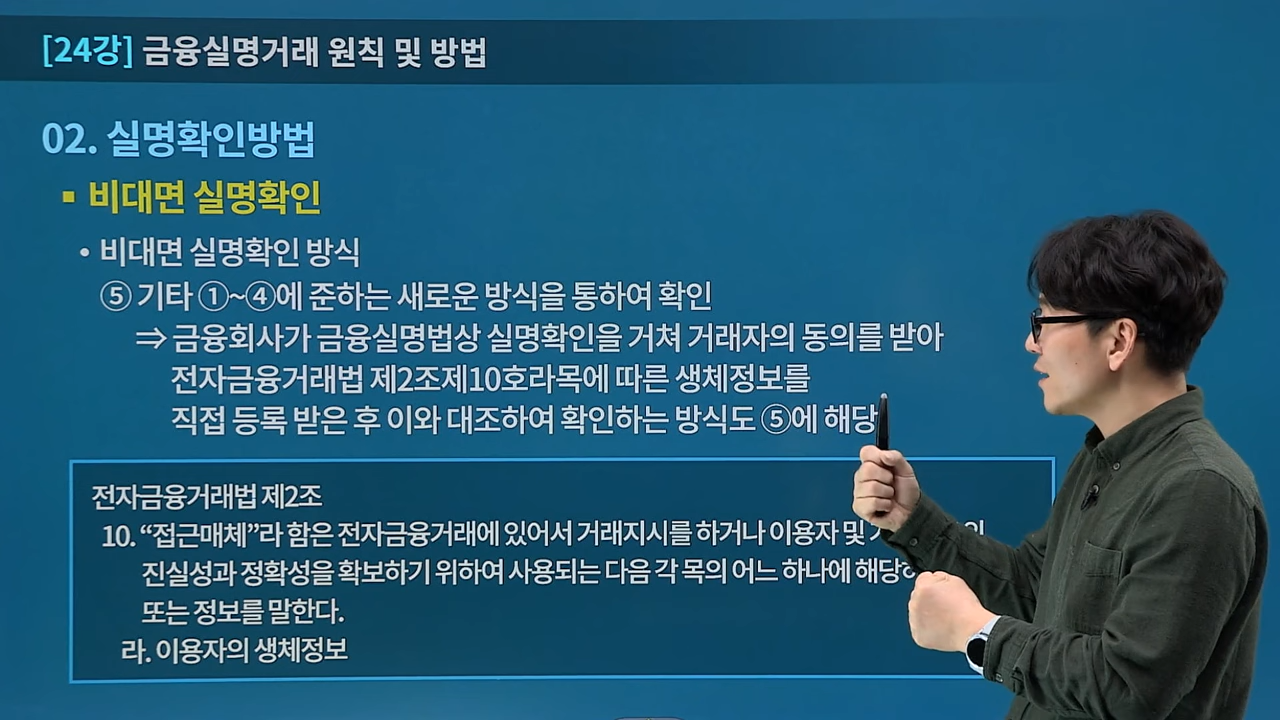 [24강] 금융실명거래 원칙 및 방법
02. 실명확인방법
▪ 비대면 실명확인
• 비대면 실명확인 방식
⑤ 기타 ①~④에 준하는 새로운 방식을 통하여 확인
⇒ 금융회사가 금융실명법상 실명확인을 거쳐 거래자의 동의를 받아
전자금융거래법 제2조제10호라목에 따른 생체정보를
직접 등록 받은 후 이와 대조하여 확인하는 방식도 ⑤에 해당
전자금융거래법 제2조
10. “접근매체”라 함은 전자금융거래에 있어서 거래지시를 하거나 이용자 및
진실성과 정확성을 확보하기 위하여 사용되는 다음 각 목의 어느 하나에
또는 정보를 말한다.
라. 이용자의 생체정보